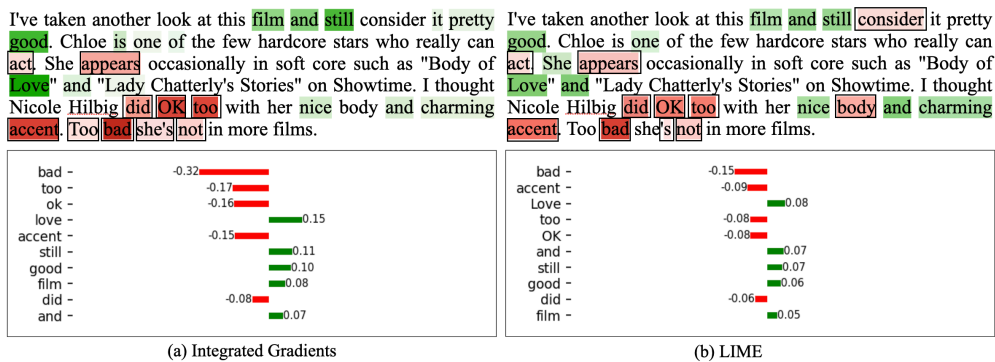 I've taken another look at this film and still consider it pretty
good. Chloe is one of the few hardcore stars who really can
act. She appears occasionally in soft core such as "Body of
Love" and "Lady Chatterly's Stories" on Showtime. I thought
Nicole Hilbig did OK too with her nice body and charming
accent. Too bad she's not in more films.
bad -0.32
too -0.17
ok -0.16
love 0.15
accent -0.15
still 0.11
good 0.10
film 0.08
did -0.08
and 0.07
(a) Integrated Gradients
I've taken another look at this film and still consider it pretty
good. Chloe is one of the few hardcore stars who really can
act. She appears occasionally in soft core such as "Body of
Love" and "Lady Chatterly's Stories" on Showtime. I thought
Nicole Hilbig did OK too with her nice body and charming
accent. Too bad she's not in more films.
bad -0.15
accent -0.09
Love 0.08
too -0.08
OK -0.08
and 0.07
still 0.07
good 0.06
did -0.06
film 0.05
(b) LIME